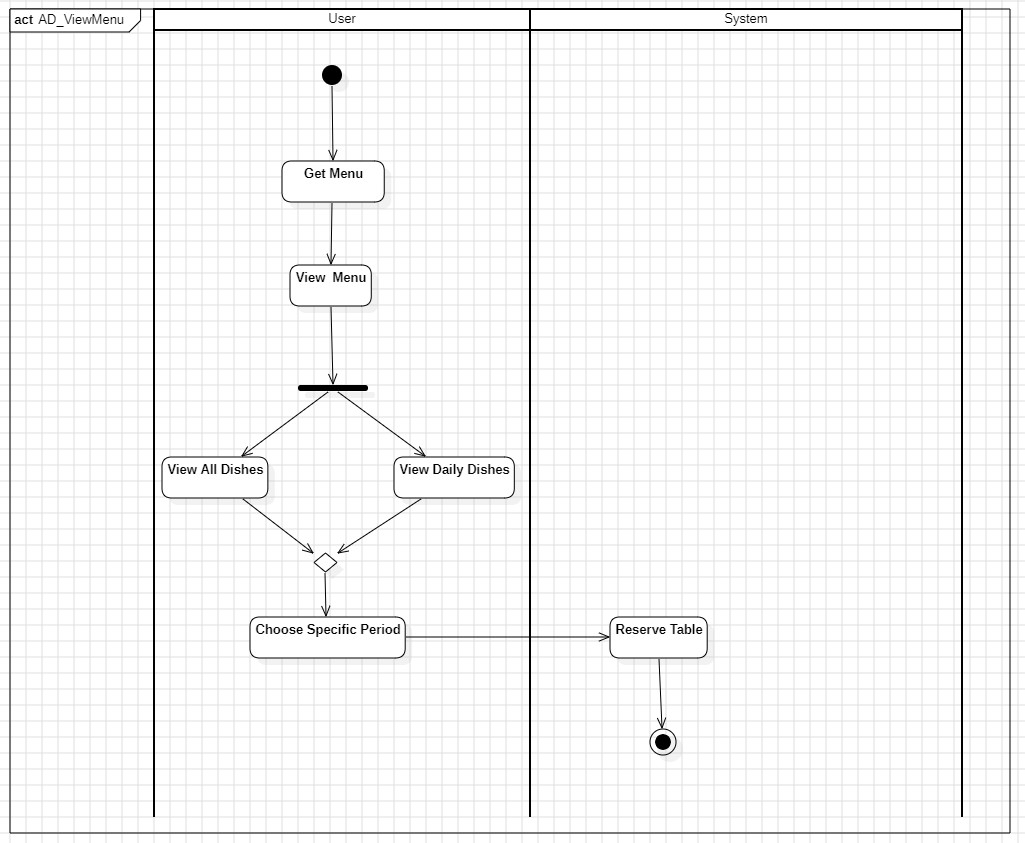 act AD_ViewMenu
User
System
Get Menu
View  Menu
View All Dishes
View Daily Dishes
Choose Specific Period
Reserve Table